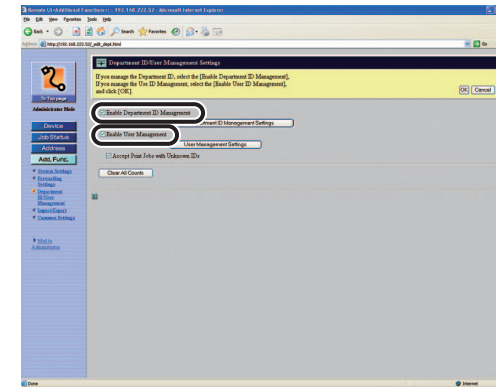 Remote UI <Additional Functions> : 192.168.222.52 - Microsoft Internet Explorer
File Edit View Favorites Tools Help
Back Search Favorites
Address http://192.168.222.52/_edit_dept.html Go
Department ID/User Management Settings
If you manage the Department ID, select the [Enable Department ID Management],
If you manage the Use ID Management, select the [Enable User ID Management],
and click [OK].
OK Cancel
To Top page
Administrator Mode
Device
Job Status
Address
Add. Func.
System Settings
Forwarding
Settings
Department
ID/User
Management
Import/Export
Common Settings
Mail to
Administrator
Enable Department ID Management
tment ID Management Settings
Enable User Management
User Management Settings
Accept Print Jobs with Unknown IDs
Clear All Counts
Done Internet